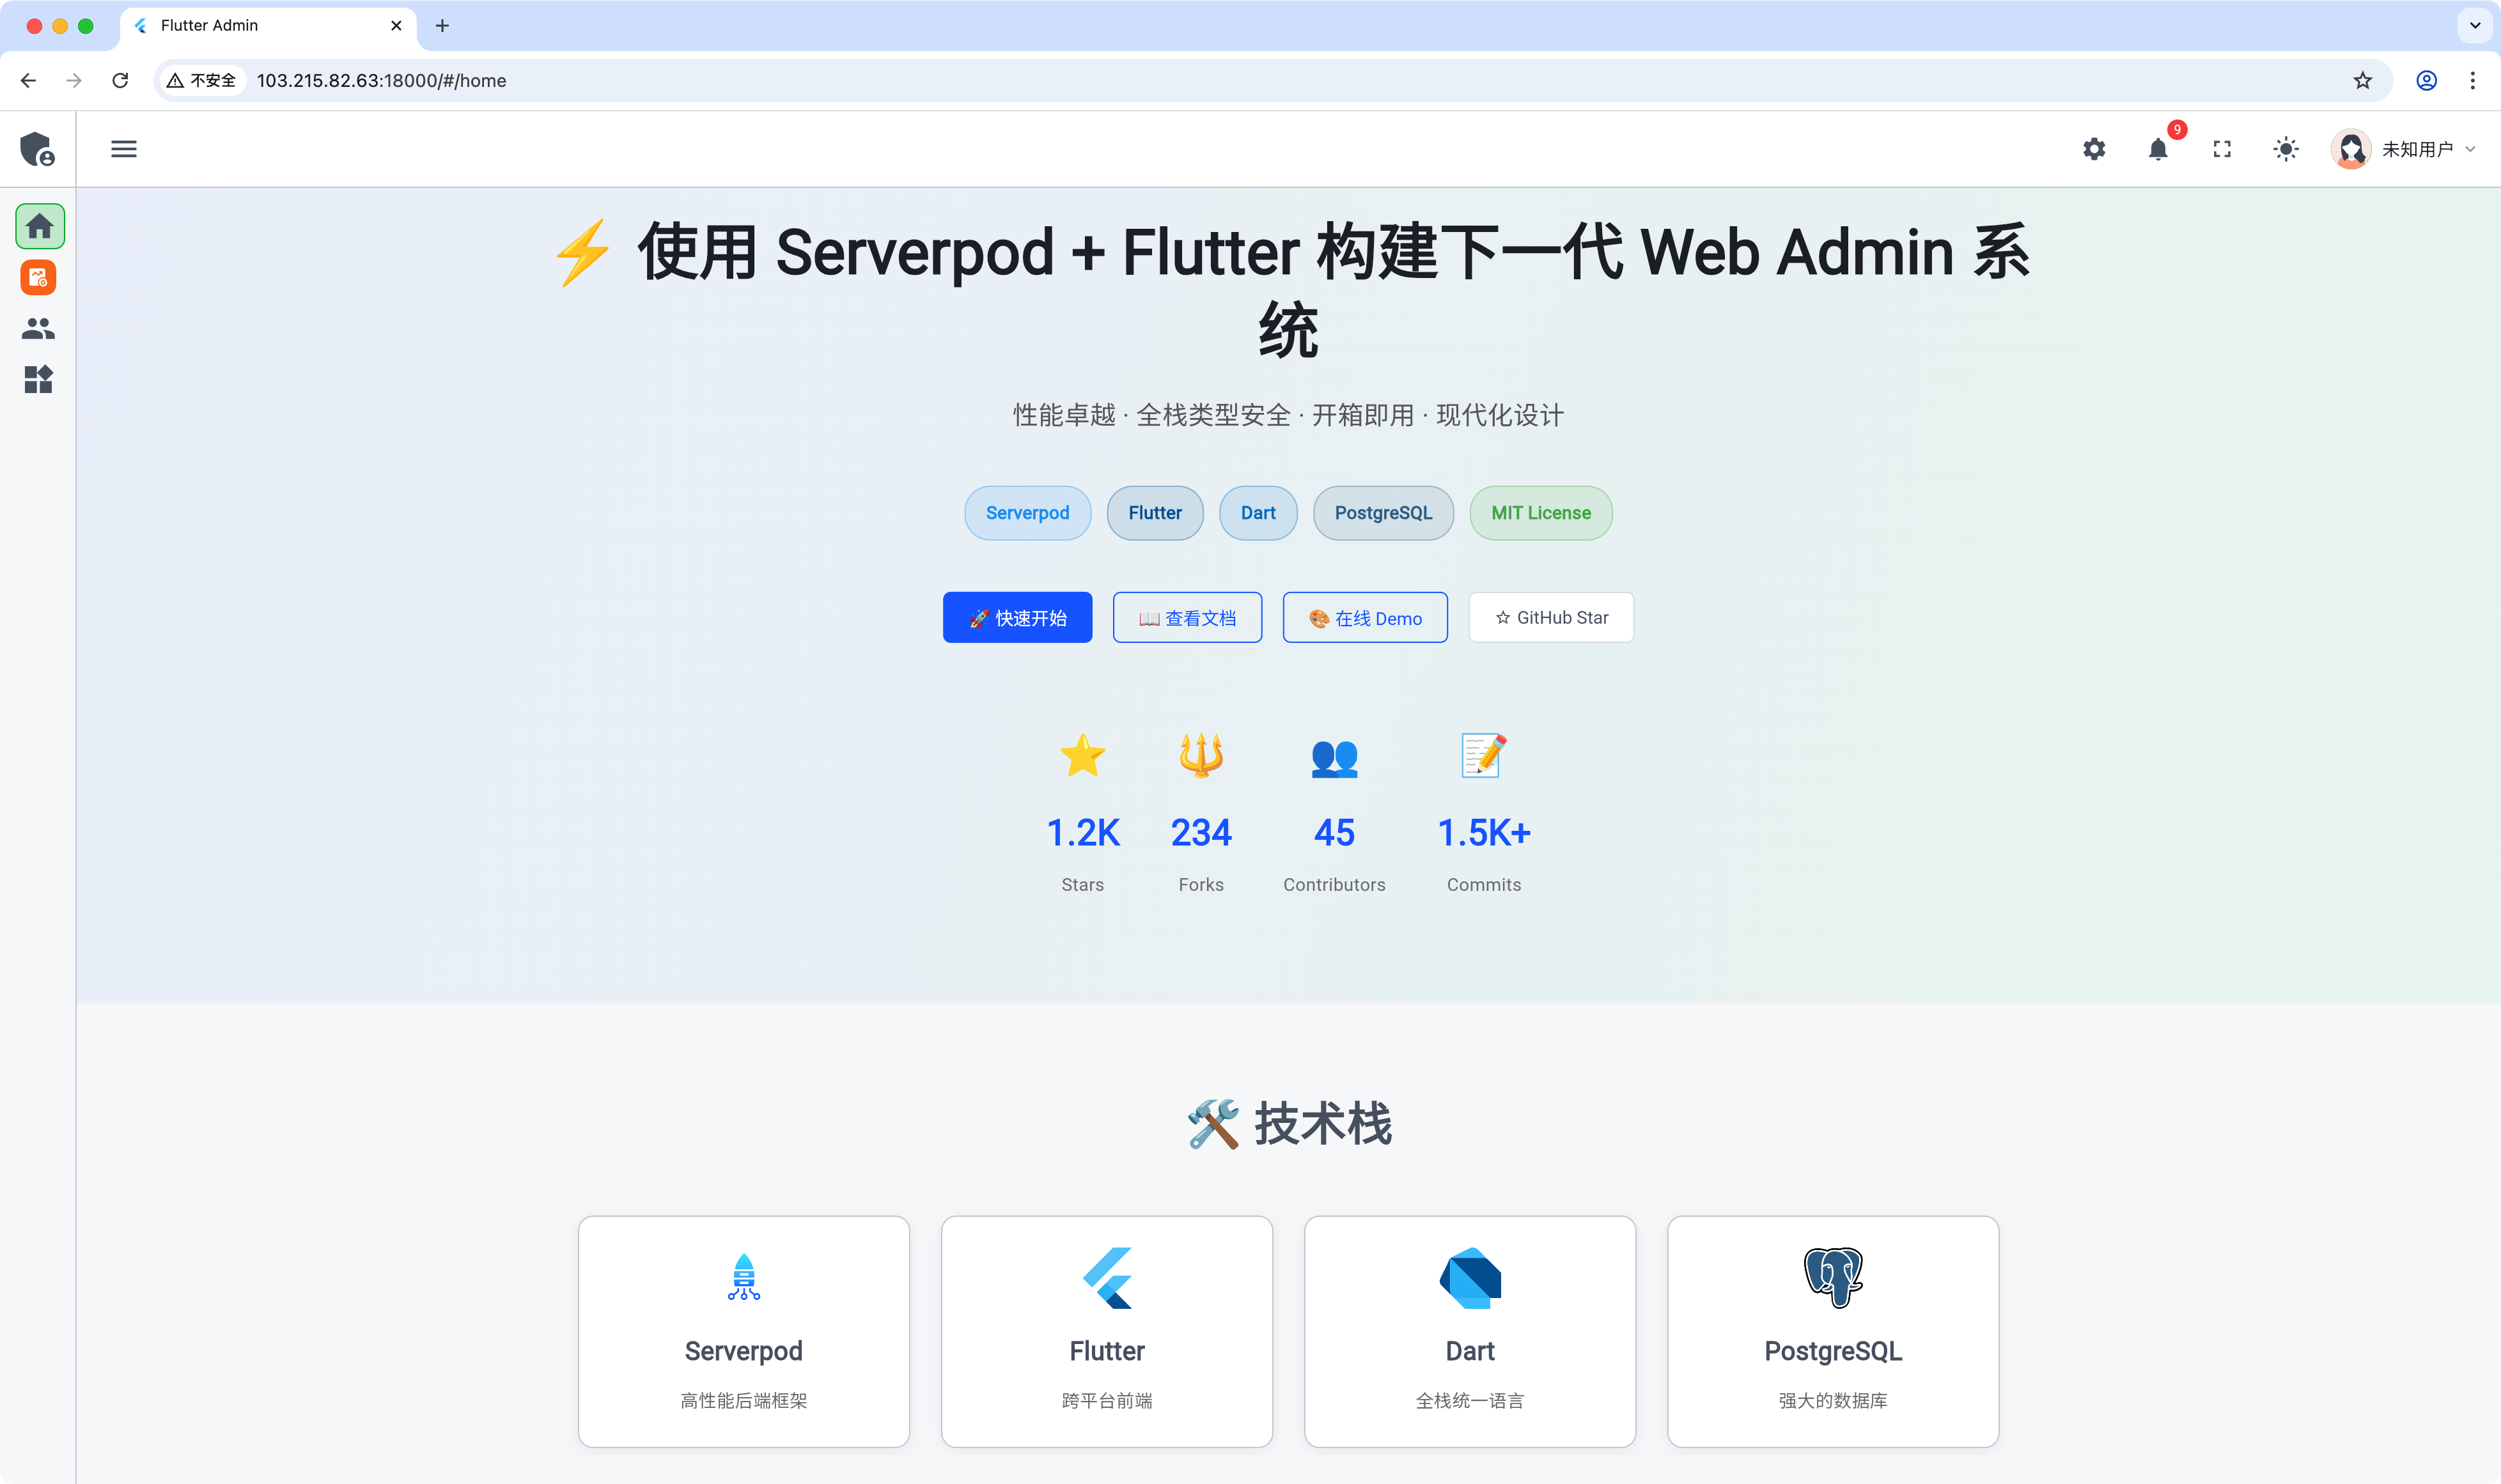 Flutter Admin
不安全
103.215.82.63:18000/#/home
9
未知用户
⚡ 使用 Serverpod + Flutter 构建下一代 Web Admin 系
统
性能卓越 · 全栈类型安全 · 开箱即用 · 现代化设计
Serverpod
Flutter
Dart
PostgreSQL
MIT License
🚀 快速开始
📖 查看文档
🎨 在线 Demo
☆ GitHub Star
1.2K
234
45
1.5K+
Stars
Forks
Contributors
Commits
🛠️ 技术栈
Serverpod
Flutter
Dart
PostgreSQL
高性能后端框架
跨平台前端
全栈统一语言
强大的数据库